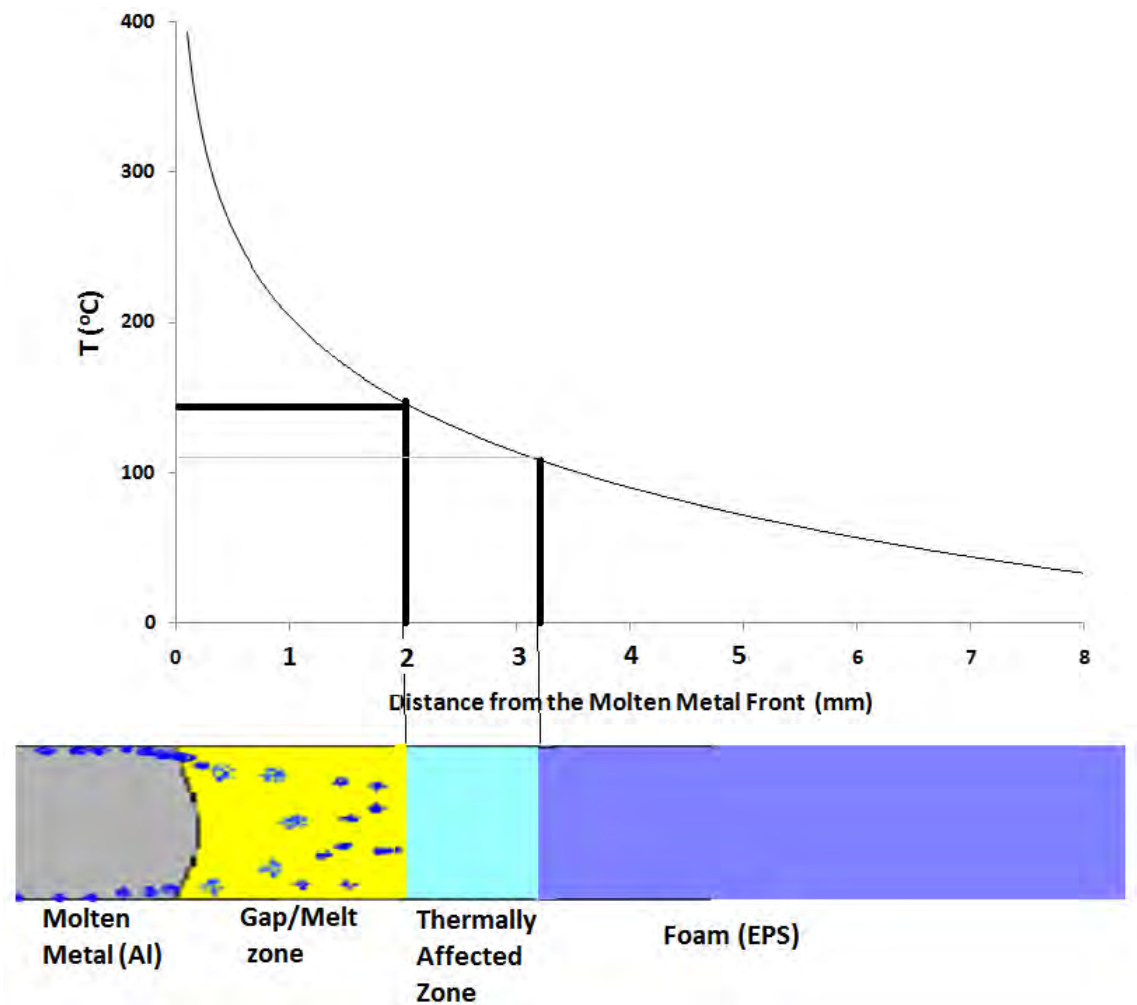 400
300
200
100
0
T (°C)
0 1 2 3 4 5 6 7 8
Distance from the Molten Metal Front (mm)
Molten
Metal (Al)
Gap/Melt
zone
Thermally
Affected
Zone
Foam (EPS)